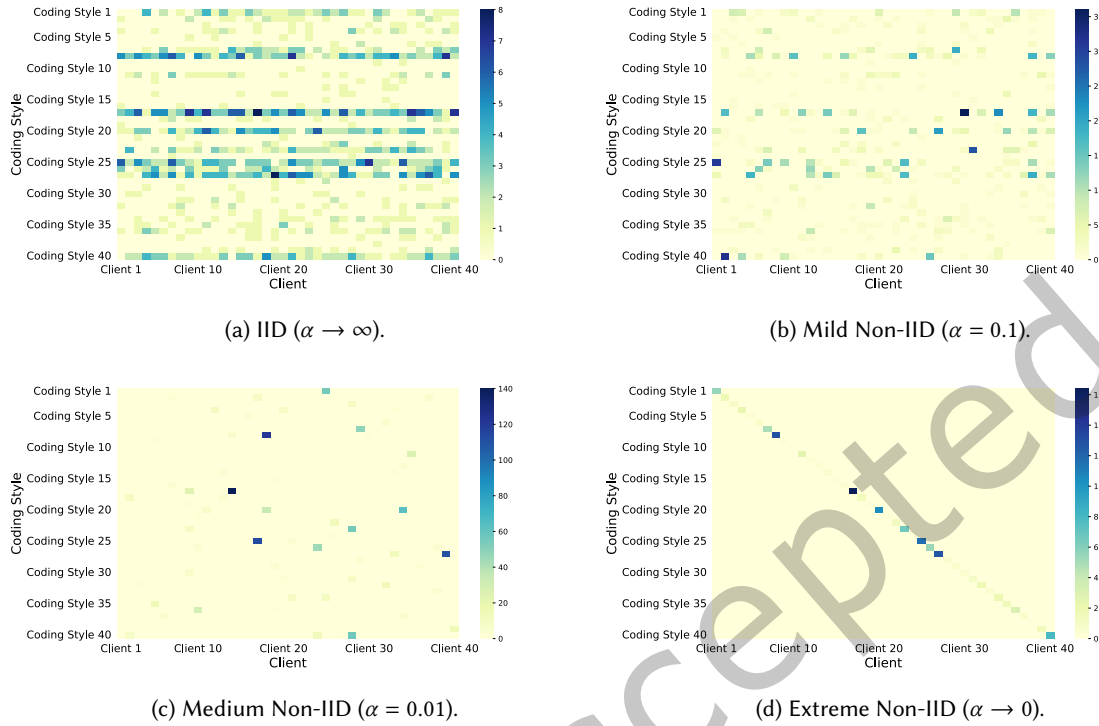 Coding Style 1
Coding Style 5
Coding Style 10
Coding Style 15
Coding Style 20
Coding Style 25
Coding Style 30
Coding Style 35
Coding Style 40
Coding Style
Client 1 Client 10 Client 20 Client 30 Client 40
Client
8
7
6
5
4
3
2
1
0
(a) IID (α → ∞).
Coding Style 1
Coding Style 5
Coding Style 10
Coding Style 15
Coding Style 20
Coding Style 25
Coding Style 30
Coding Style 35
Coding Style 40
Coding Style
Client 1 Client 10 Client 20 Client 30 Client 40
Client
(b) Mild Non-IID (α = 0.1).
Coding Style 1
Coding Style 5
Coding Style 10
Coding Style 15
Coding Style 20
Coding Style 25
Coding Style 30
Coding Style 35
Coding Style 40
Coding Style
Client 1 Client 10 Client 20 Client 30 Client 40
Client
140
120
100
80
60
40
20
0
(c) Medium Non-IID (α = 0.01).
Coding Style 1
Coding Style 5
Coding Style 10
Coding Style 15
Coding Style 20
Coding Style 25
Coding Style 30
Coding Style 35
Coding Style 40
Coding Style
Client 1 Client 10 Client 20 Client 30 Client 40
Client
(d) Extreme Non-IID (α → 0).
cepted